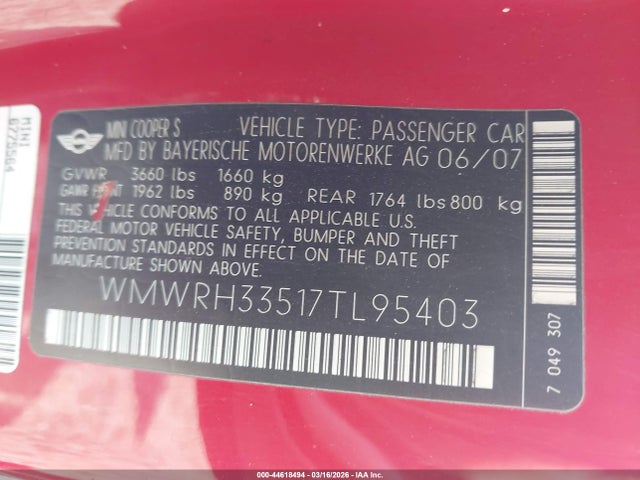 MINI
6775564
MINI COOPER S VEHICLE TYPE: PASSENGER CAR
MFD BY BAYERISCHE MOTORENWERKE AG 06/07
GVWR 3660 lbs 1660 kg
GAWR FRONT 1962 lbs 890 kg REAR 1764 lbs 800 kg
THIS VEHICLE CONFORMS TO ALL APPLICABLE U.S.
FEDERAL MOTOR VEHICLE SAFETY, BUMPER AND THEFT
PREVENTION STANDARDS IN EFFECT ON THE DATE OF
MANUFACTURE SHOWN ABOVE.
WMWRH33517TL95403
7 049 307
000-44618494 - 03/16/2026 - IAA Inc.